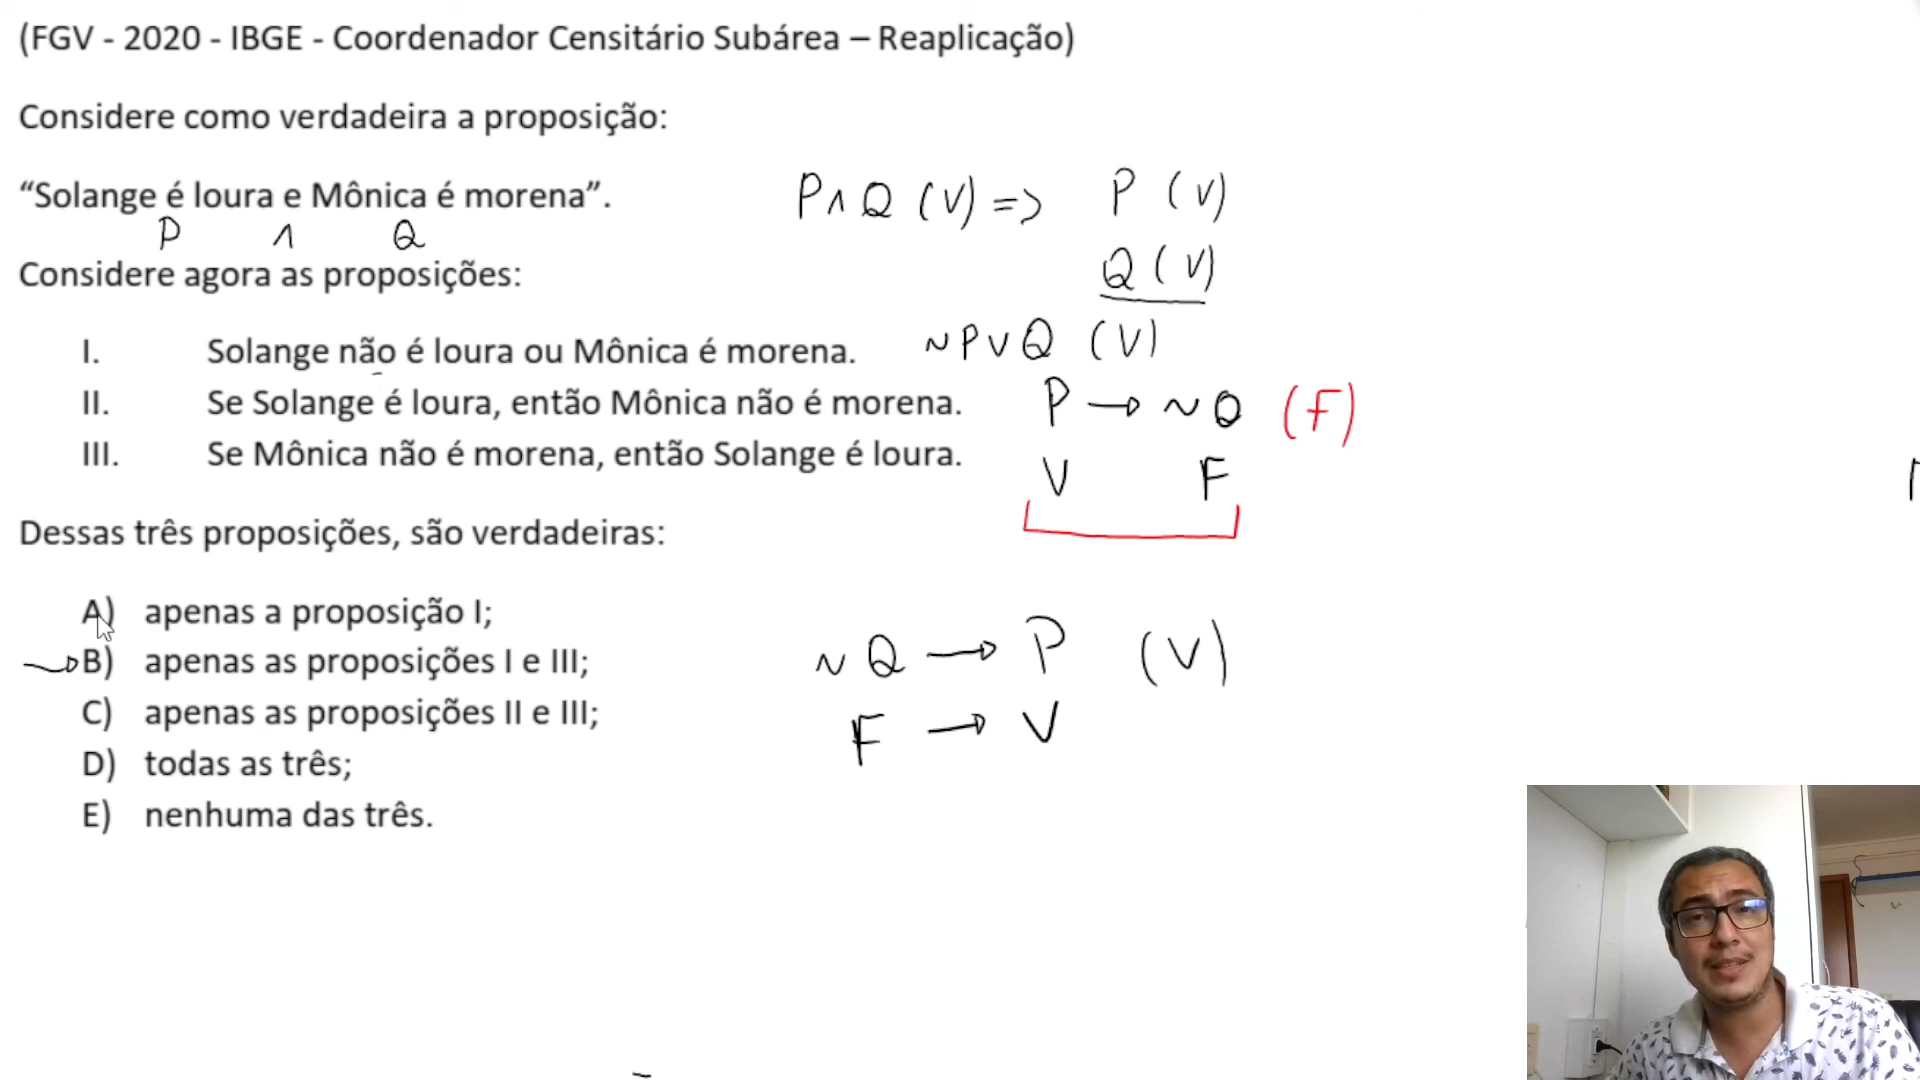 (FGV - 2020 - IBGE - Coordenador Censitário Subárea – Reaplicação)
Considere como verdadeira a proposição:
“Solange é loura e Mônica é morena”.
P ∧ Q
P ∧ Q (V) => P (V)
Q (V)
Considere agora as proposições:
I. Solange não é loura ou Mônica é morena. ~P ∨ Q (V)
II. Se Solange é loura, então Mônica não é morena. P → ~Q (F)
III. Se Mônica não é morena, então Solange é loura. V F
Dessas três proposições, são verdadeiras:
A) apenas a proposição I;
→ B) apenas as proposições I e III; ~Q → P (V)
C) apenas as proposições II e III; F → V
D) todas as três;
E) nenhuma das três.